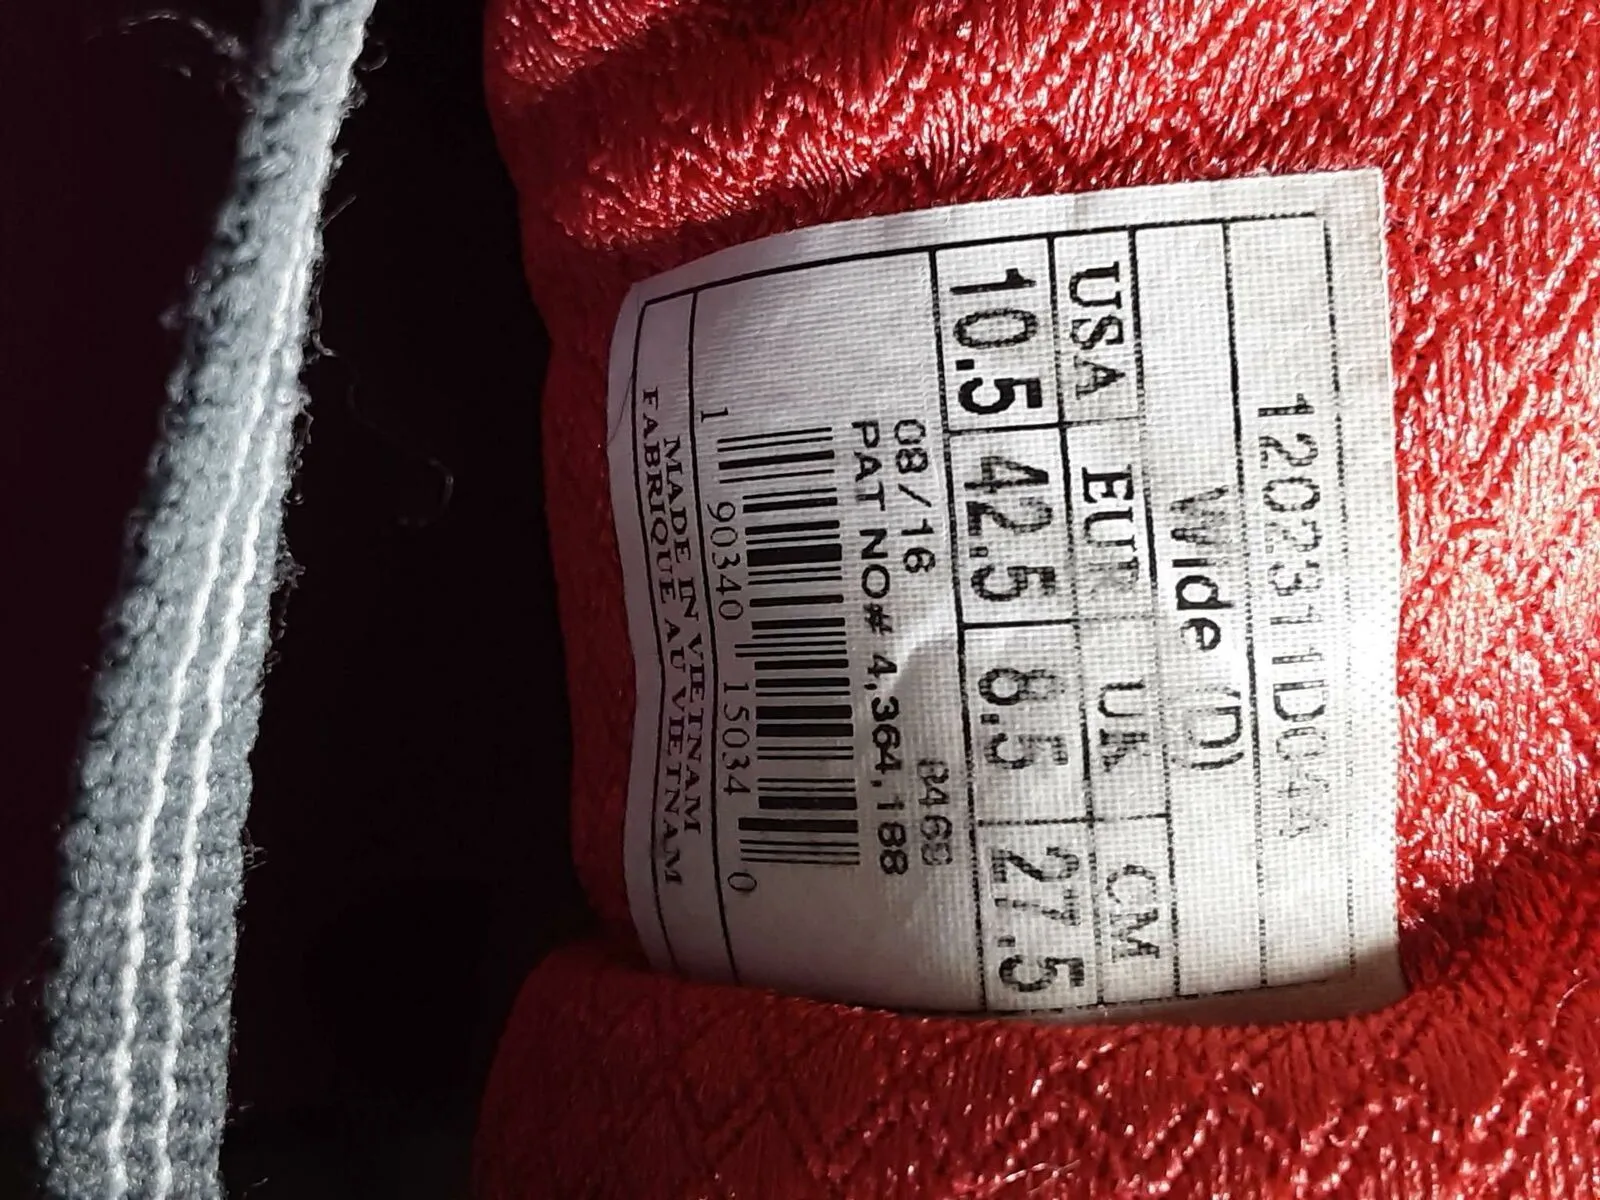 1202311D044
Wide (D)
USA EUR UK CM
10.5 42.5 8.5 27.5
08/16
PAT NO# 4,364,188
1 90340 15034 0
MADE IN VIETNAM
FABRIQUE AU VIETNAM